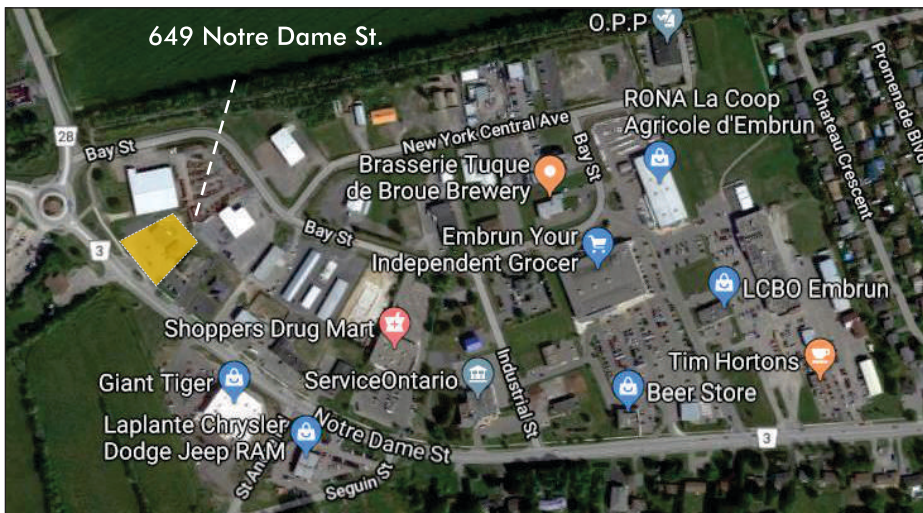 649 Notre Dame St.
O.P.P
28
Bay St
New York Central Ave
RONA La Coop
Agricole d'Embrun
Brasserie Tuque
de Broue Brewery
Bay St
Chateau Crescent
Promenade Blvd
3
Bay St
Embrun Your
Independent Grocer
LCBO Embrun
Shoppers Drug Mart
Industrial St
Tim Hortons
Giant Tiger
ServiceOntario
Beer Store
Laplante Chrysler
Dodge Jeep RAM
Notre Dame St
3
Seguin St